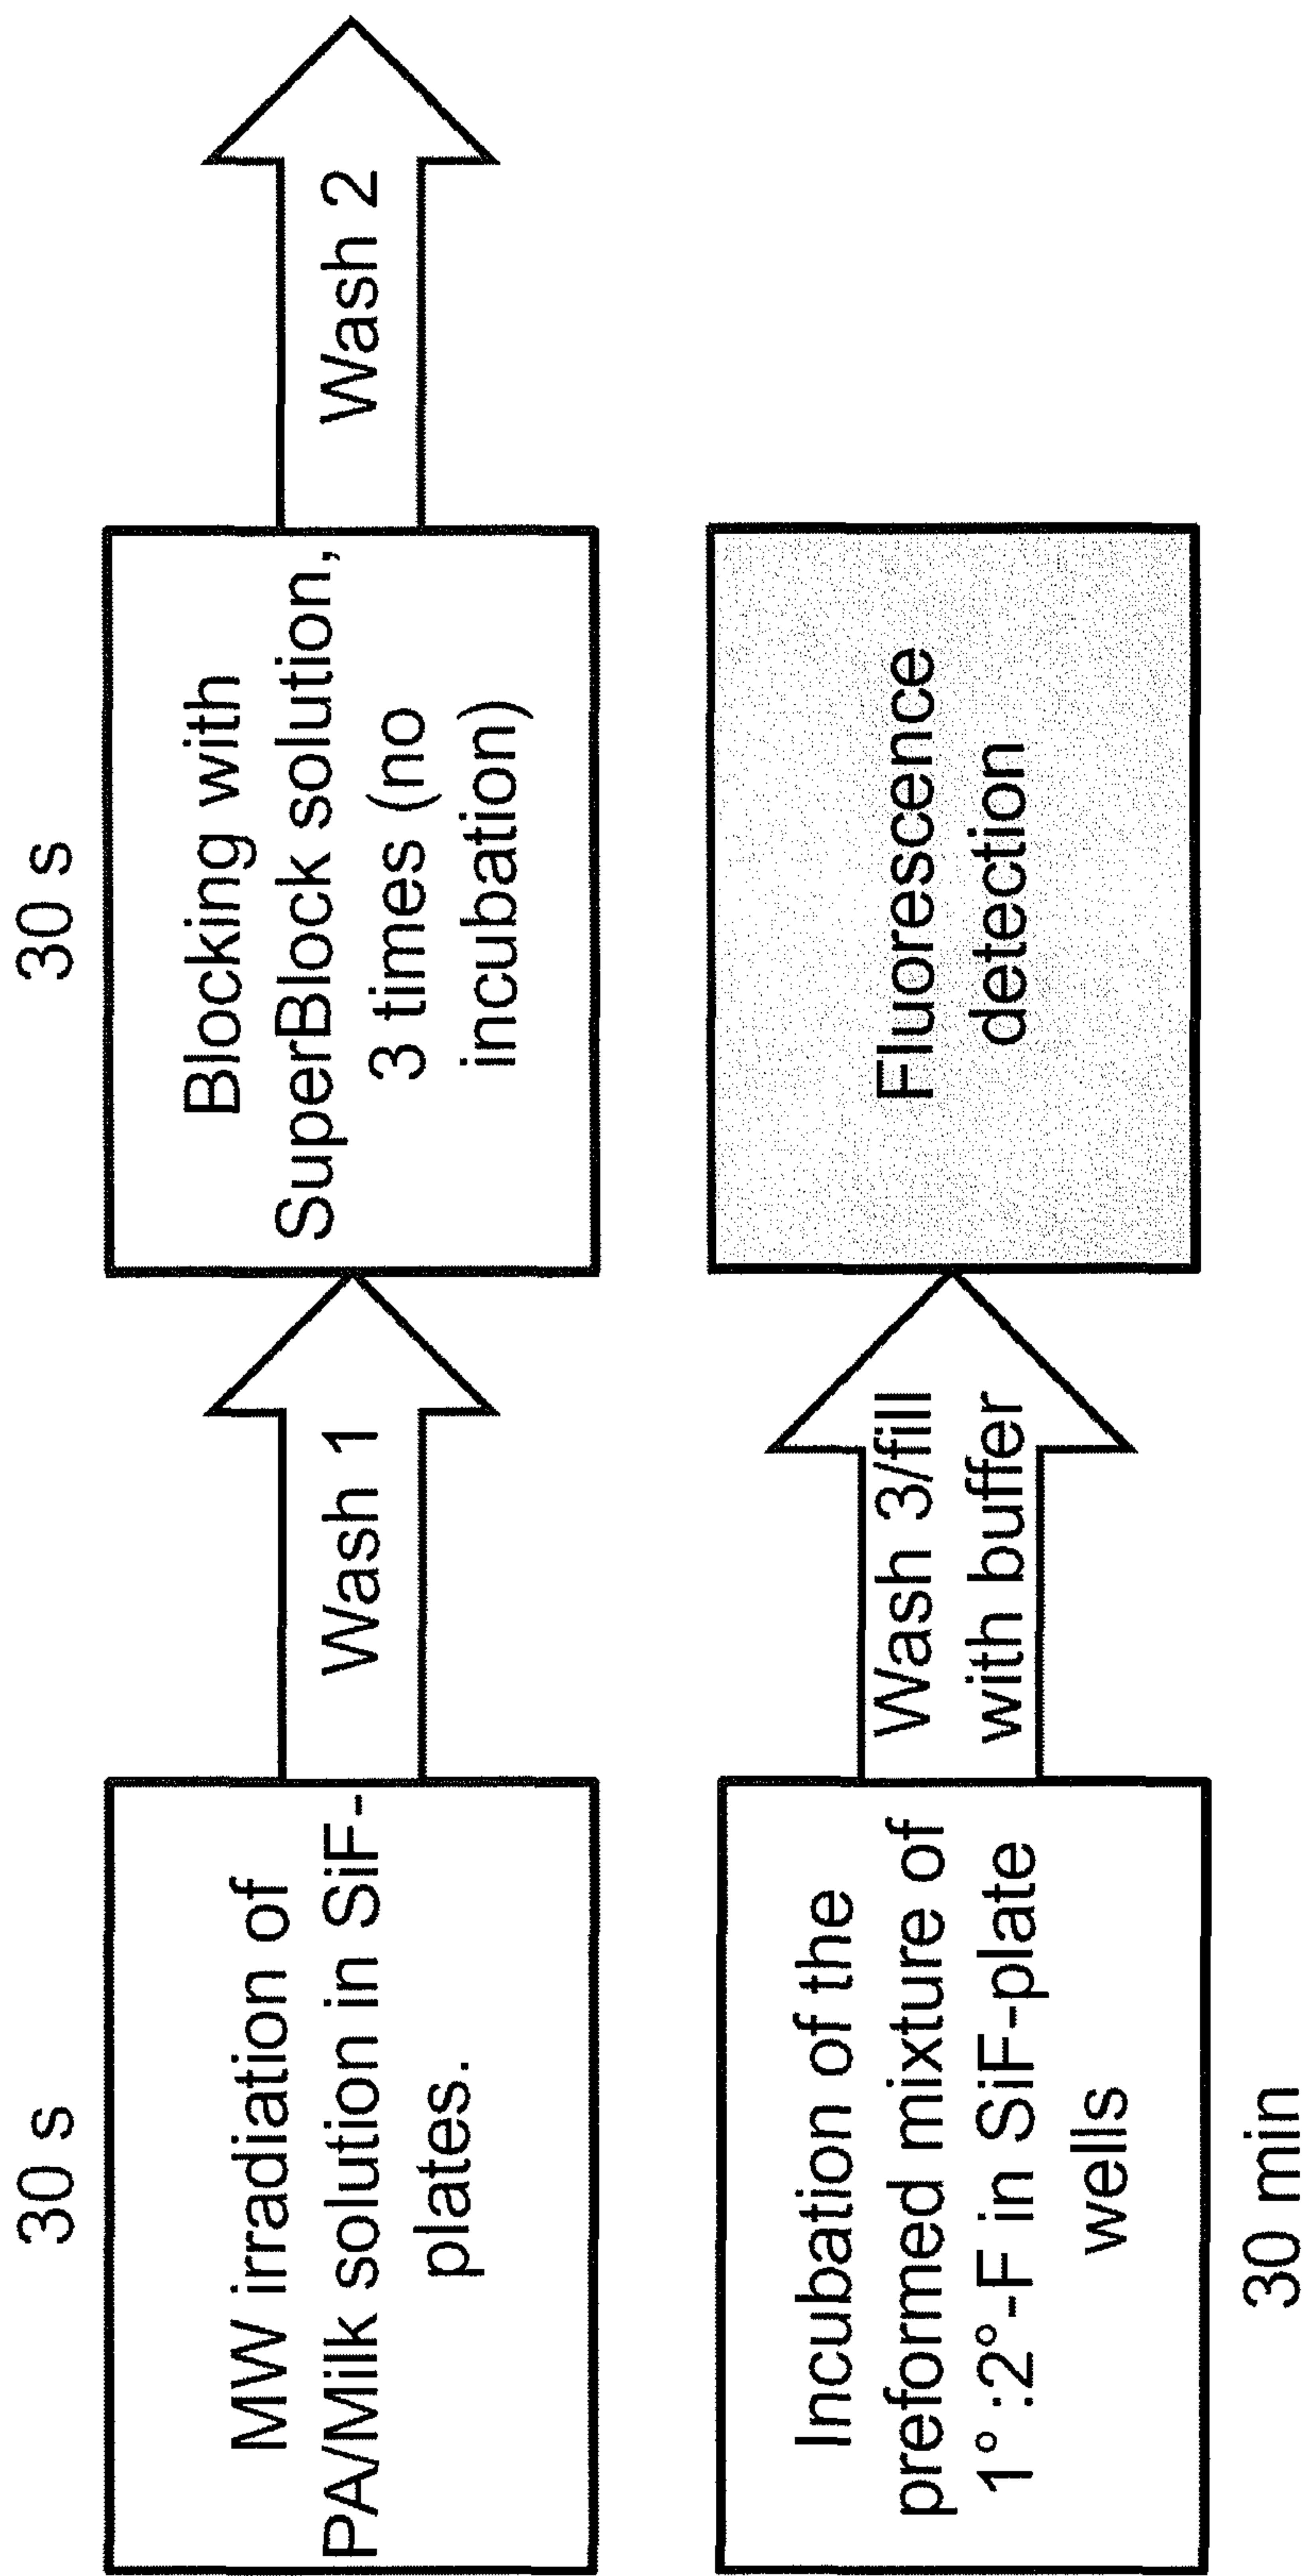 30 s
MW irradiation of
PA/Milk solution in SiF-
plates.
Wash 1
30 s
Blocking with
SuperBlock solution,
3 times (no
incubation)
Wash 2
Incubation of the
preformed mixture of
1° :2°-F in SiF-plate
wells
30 min
Wash 3/fill
with buffer
Fluorescence
detection